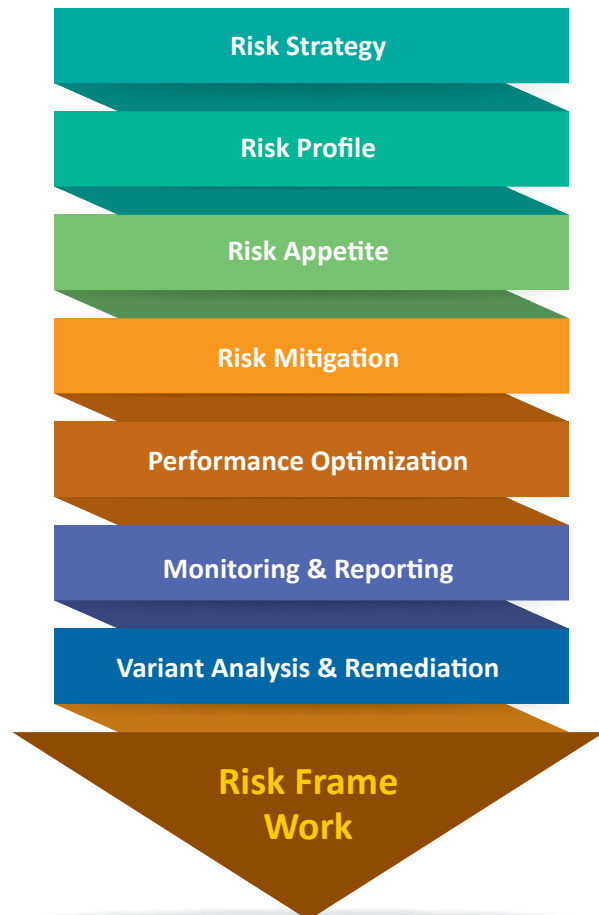 Risk Strategy
Risk Profile
Risk Appetite
Risk Mitigation
Performance Optimization
Monitoring & Reporting
Variant Analysis & Remediation
Risk Frame
Work